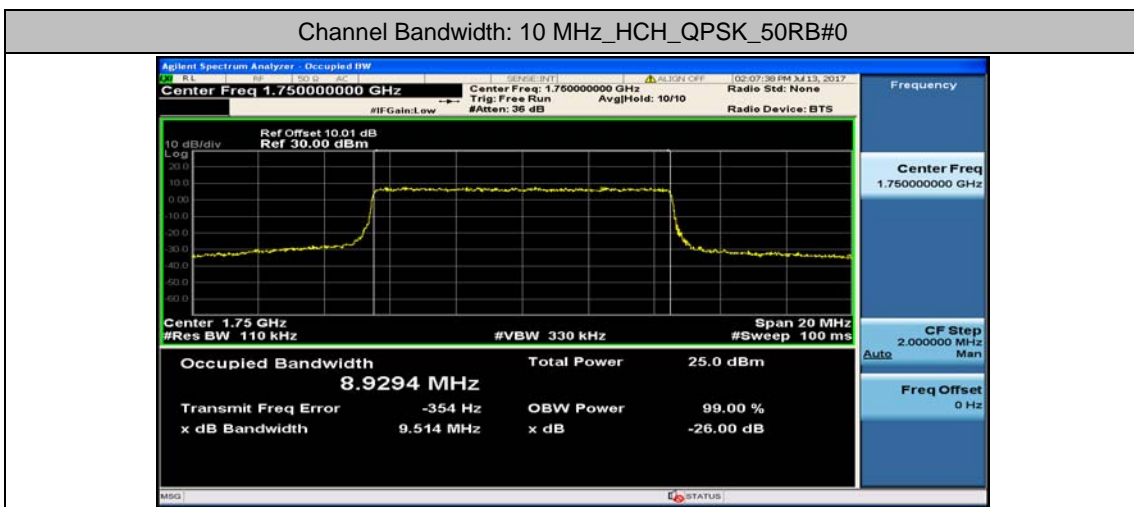 Channel Bandwidth: 10 MHz_HCH_QPSK_50RB#0
Agilent Spectrum Analyzer - Occupied BW
RL RF 50 Ω AC SENSE:INT ALIGN OFF 02:07:38 PM Jul 13, 2017
Center Freq 1.750000000 GHz
Center Freq: 1.750000000 GHz
Radio Std: None
Trig: Free Run Avg|Hold: 10/10
#IFGain:Low #Atten: 36 dB Radio Device: BTS
Ref Offset 10.01 dB
10 dB/div Ref 30.00 dBm
Log
20.0
10.0
0.00
-10.0
-20.0
-30.0
-40.0
-50.0
-60.0
Center 1.75 GHz Span 20 MHz
#Res BW 110 kHz #VBW 330 kHz #Sweep 100 ms
Occupied Bandwidth Total Power 25.0 dBm
8.9294 MHz
Transmit Freq Error -354 Hz OBW Power 99.00 %
x dB Bandwidth 9.514 MHz x dB -26.00 dB
MSG STATUS
Frequency
Center Freq
1.750000000 GHz
CF Step
2.000000 MHz
Auto Man
Freq Offset
0 Hz